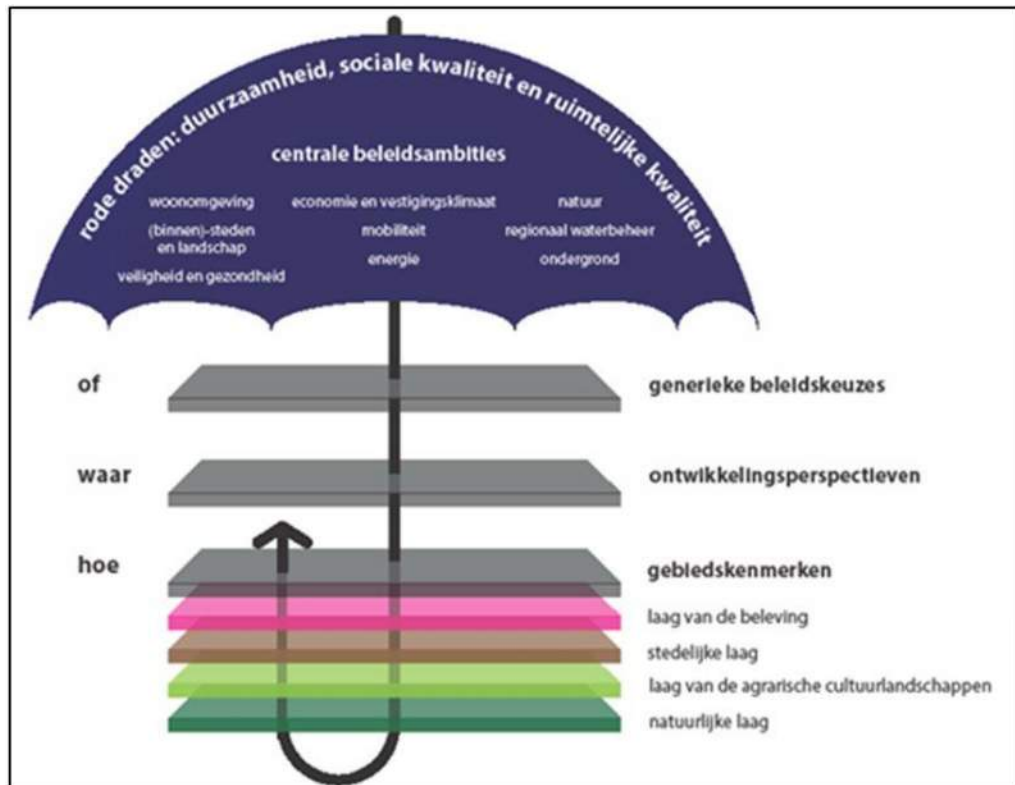 rode draden: duurzaamheid, sociale kwaliteit en ruimtelijke kwaliteit
centrale beleidsambities
woonomgeving
(binnen)-steden
en landschap
veiligheid en gezondheid
economie en vestigingsklimaat
mobiliteit
energie
natuur
regionaal waterbeheer
ondergrond
of
generieke beleidskeuzes
waar
ontwikkelingsperspectieven
hoe
gebiedskenmerken
laag van de beleving
stedelijke laag
laag van de agrarische cultuurlandschappen
natuurlijke laag